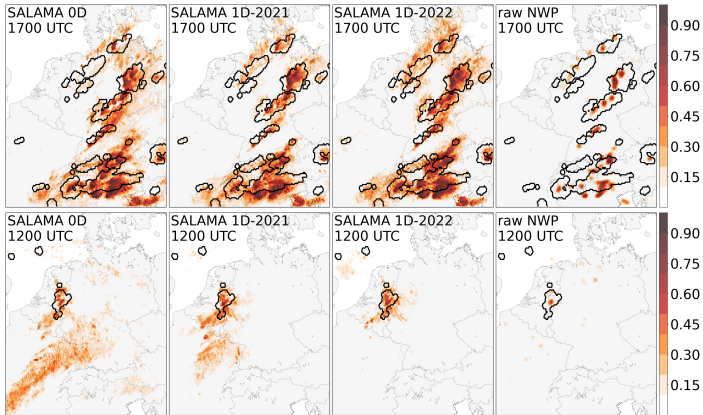 SALAMA 0D
1700 UTC
SALAMA 1D-2021
1700 UTC
SALAMA 1D-2022
1700 UTC
raw NWP
1700 UTC
0.90
0.75
0.60
0.45
0.30
0.15
SALAMA 0D
1200 UTC
SALAMA 1D-2021
1200 UTC
SALAMA 1D-2022
1200 UTC
raw NWP
1200 UTC
0.90
0.75
0.60
0.45
0.30
0.15